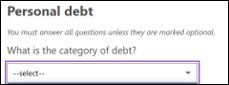 Personal debt
You must answer all questions unless they are marked optional.
What is the category of debt?
--select--